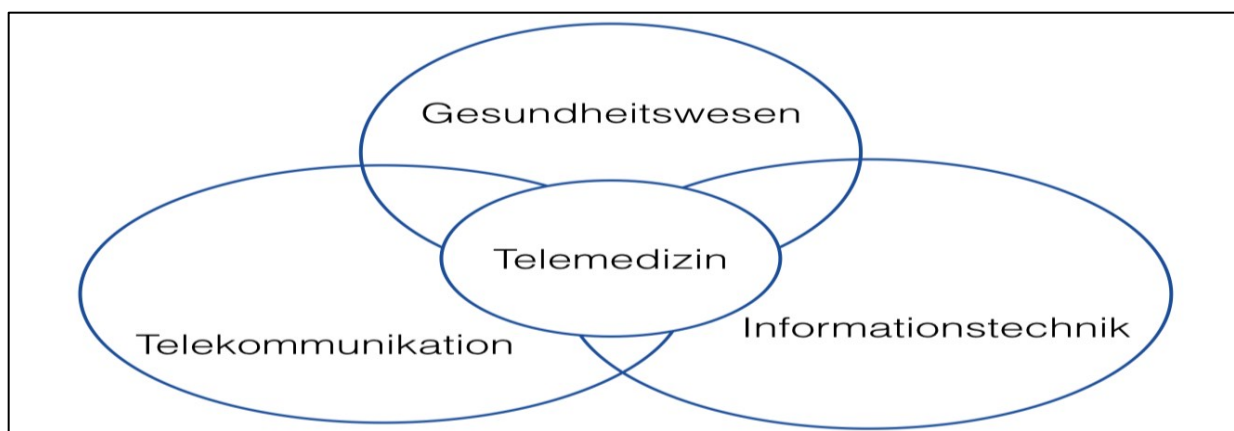 Gesundheitswesen
Telemedizin
Informationstechnik
Telekommunikation